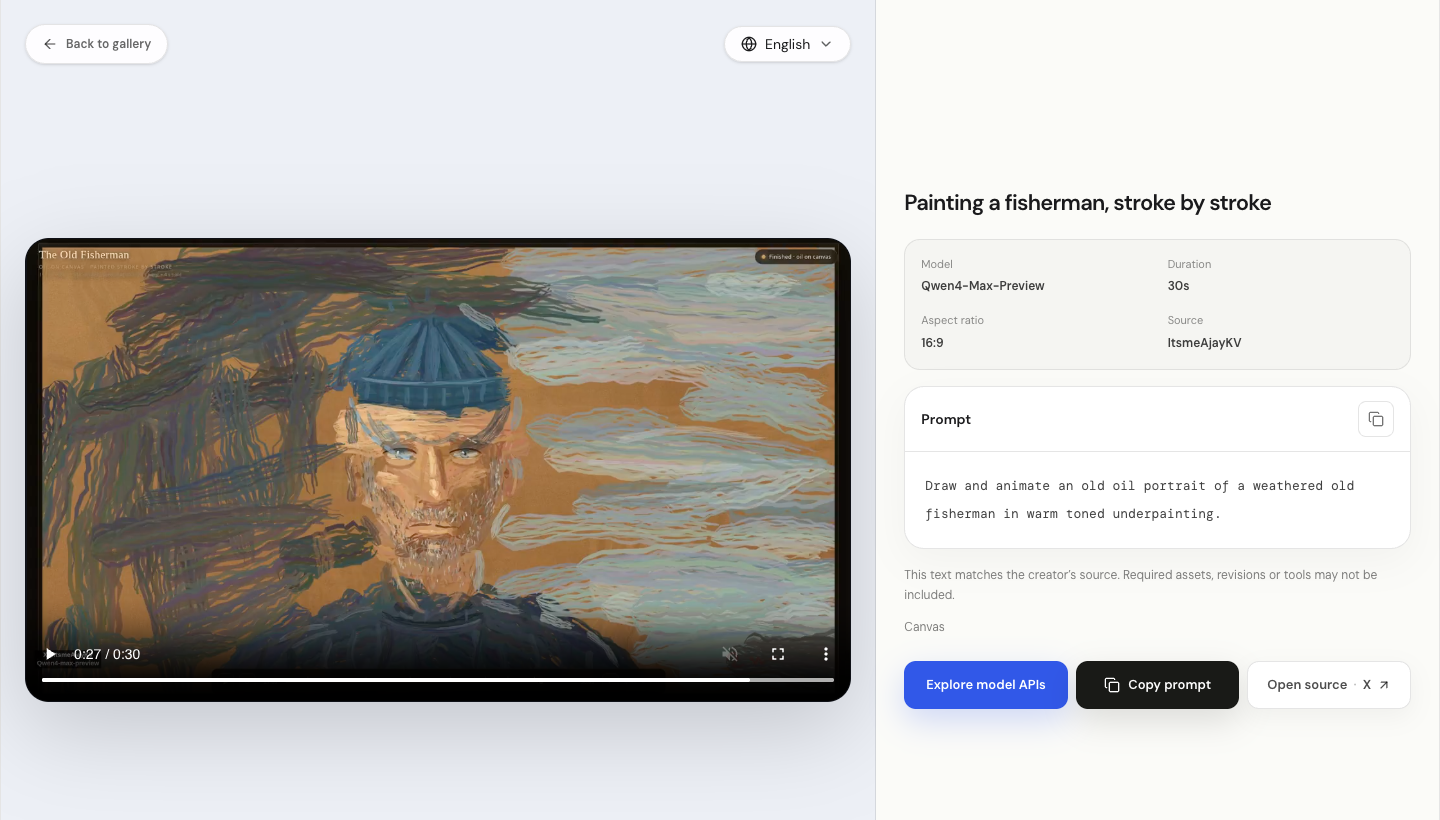 Back to gallery
English
The Old Fisherman
Finished · oil on canvas
0:27 / 0:30
Qwen4-max-preview
Painting a fisherman, stroke by stroke
Model
Duration
Qwen4-Max-Preview
30s
Aspect ratio
Source
16:9
ItsmeAjayKV
Prompt
Draw and animate an old oil portrait of a weathered old
fisherman in warm toned underpainting.
This text matches the creator's source. Required assets, revisions or tools may not be
included.
Canvas
Explore model APIs
Copy prompt
Open source · X